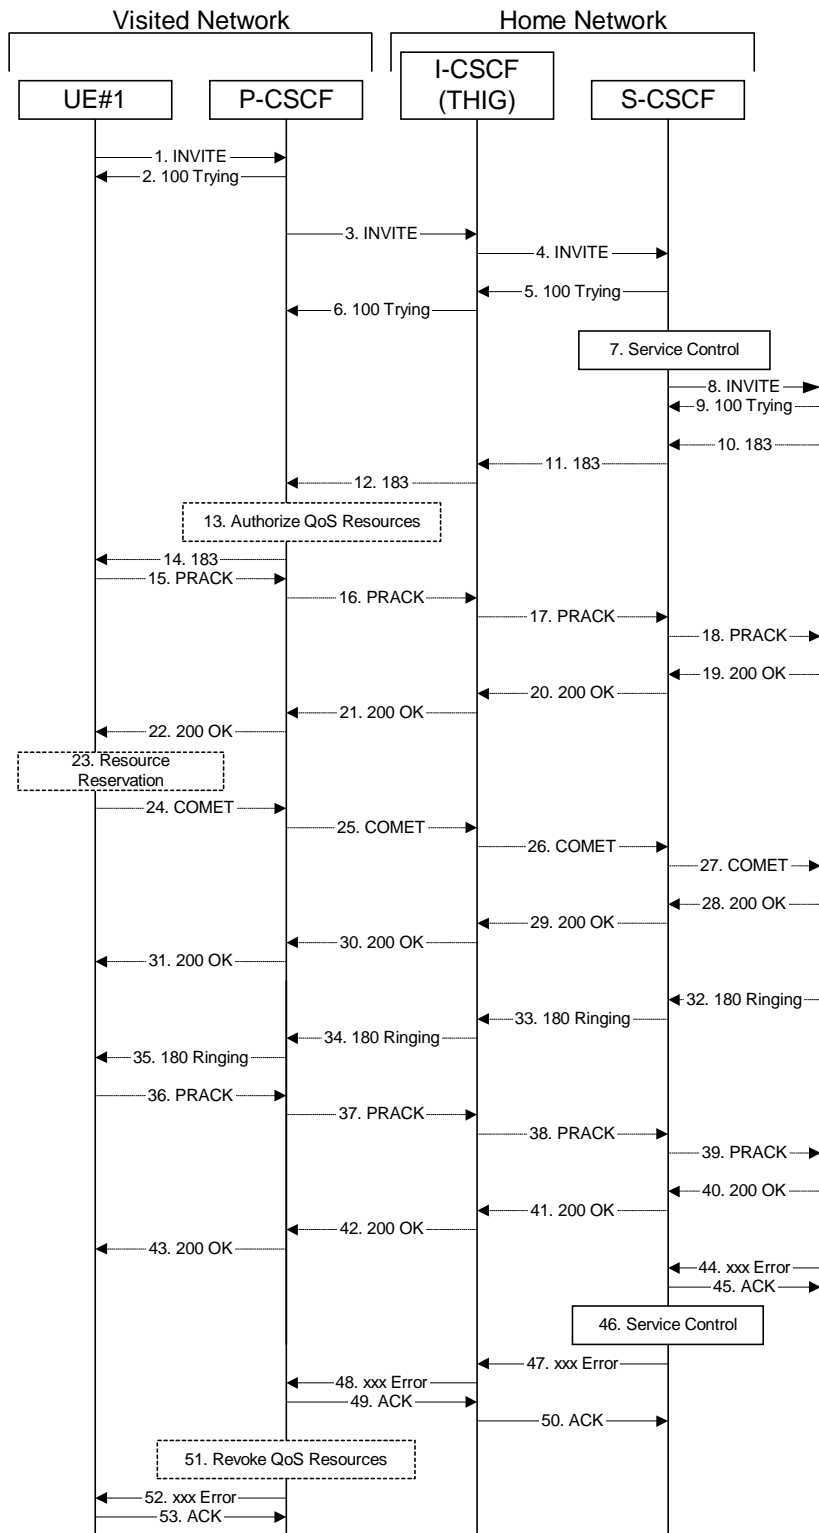 Visited Network
Home Network
UE#1
P-CSCF
I-CSCF
(THIG)
S-CSCF
1. INVITE
2. 100 Trying
3. INVITE
4. INVITE
5. 100 Trying
6. 100 Trying
7. Service Control
8. INVITE
9. 100 Trying
10. 183
11. 183
12. 183
13. Authorize QoS Resources
14. 183
15. PRACK
16. PRACK
17. PRACK
18. PRACK
19. 200 OK
20. 200 OK
21. 200 OK
22. 200 OK
23. Resource
Reservation
24. COMET
25. COMET
26. COMET
27. COMET
28. 200 OK
29. 200 OK
30. 200 OK
31. 200 OK
32. 180 Ringing
33. 180 Ringing
34. 180 Ringing
35. 180 Ringing
36. PRACK
37. PRACK
38. PRACK
39. PRACK
40. 200 OK
41. 200 OK
42. 200 OK
43. 200 OK
44. xxx Error
45. ACK
46. Service Control
47. xxx Error
48. xxx Error
49. ACK
50. ACK
51. Revoke QoS Resources
52. xxx Error
53. ACK